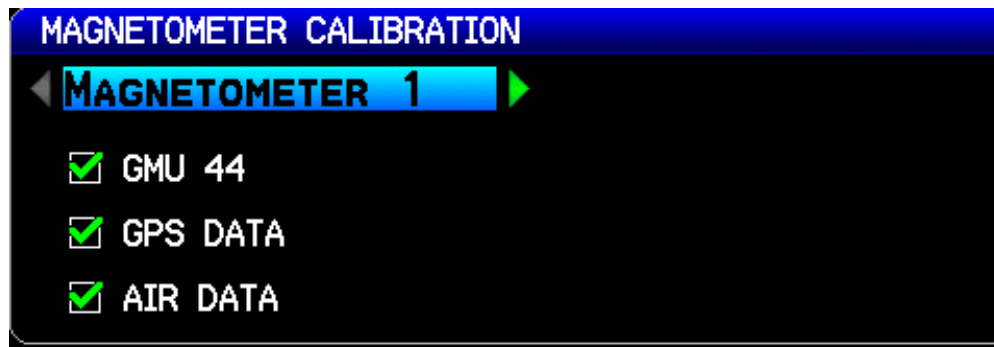 MAGNETOMETER CALIBRATION
MAGNETOMETER 1
GMU 44
GPS DATA
AIR DATA